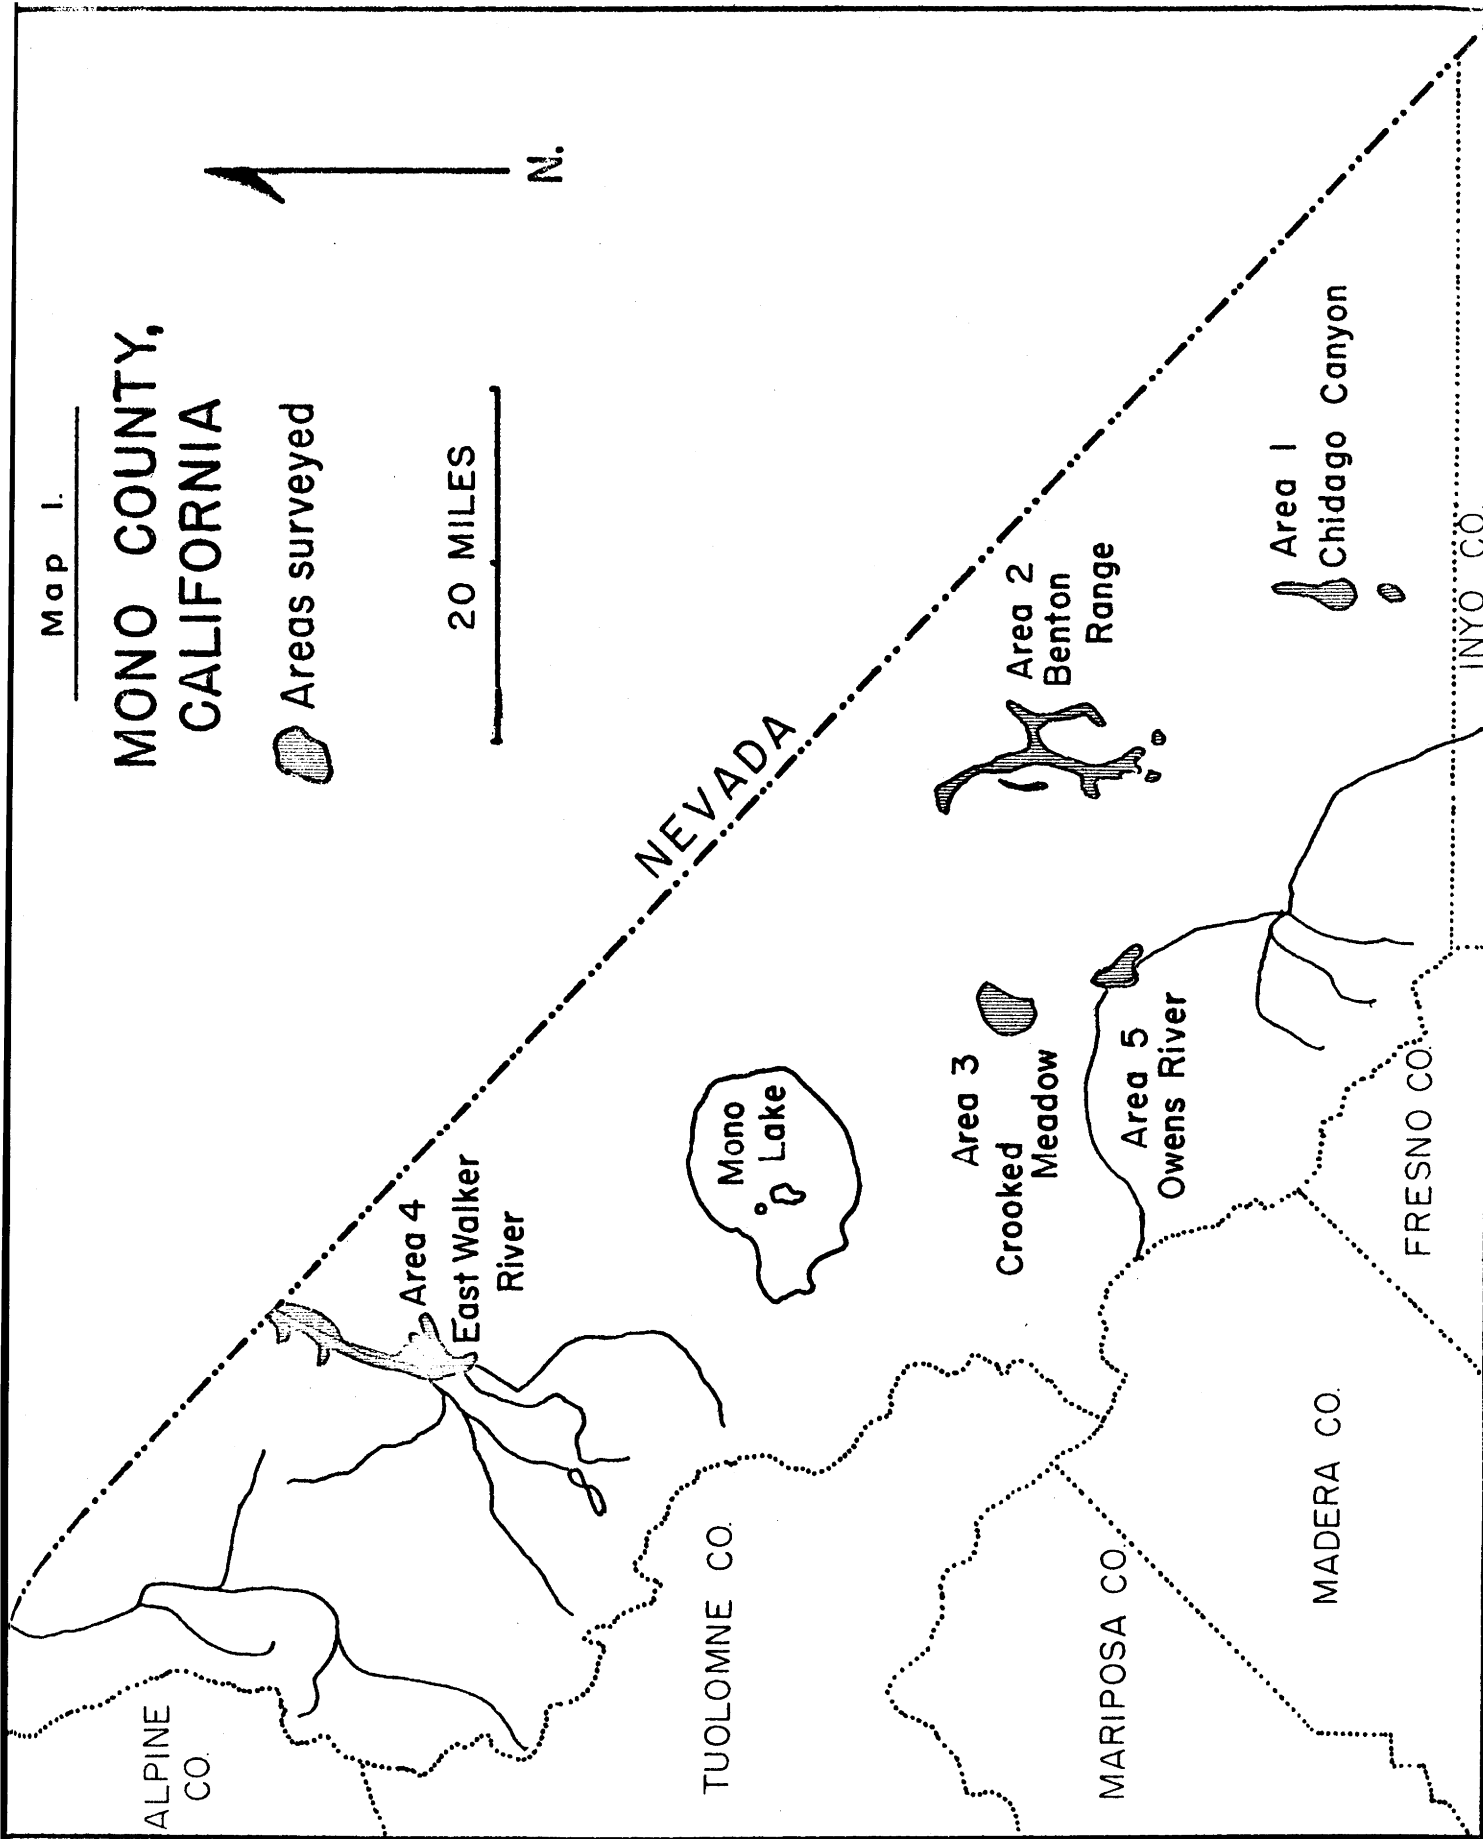 Map 1.
MONO COUNTY,
CALIFORNIA
Areas surveyed
20 MILES
N.
NEVADA
ALPINE
CO.
Area 4
East Walker
River
Mono
Lake
TUOLOMNE CO.
Area 3
Crooked
Meadow
Area 2
Benton
Range
Area 5
Owens River
Area 1
Chidago Canyon
MARIPOSA CO.
MADERA CO.
FRESNO CO.
INYO CO.